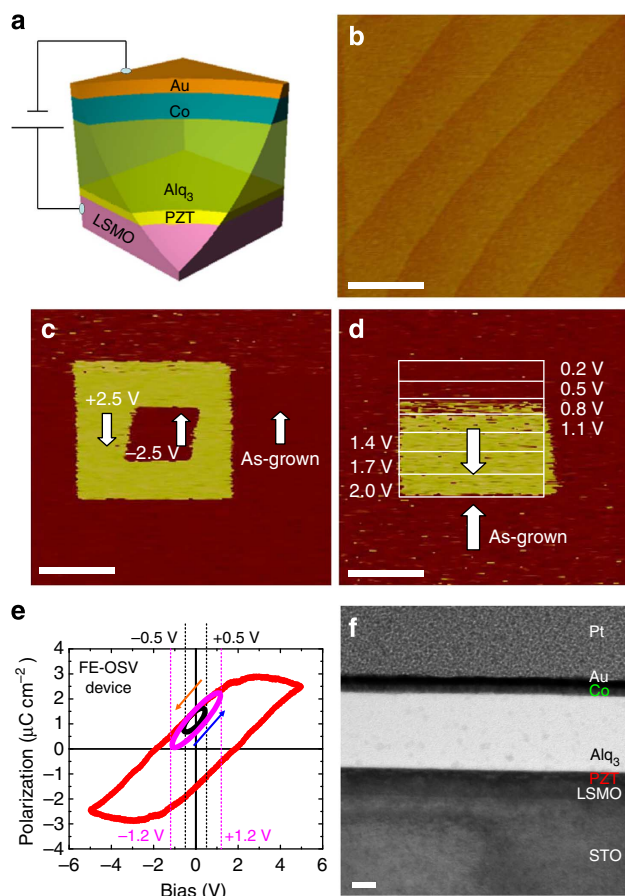 a
Au
Co
Alq3
PZT
LSMO
b
c
+2.5 V
−2.5 V
As-grown
d
0.2 V
0.5 V
0.8 V
1.1 V
1.4 V
1.7 V
2.0 V
As-grown
e
−0.5 V
+0.5 V
FE-OSV
device
Polarization (µC cm−2)
4
3
2
1
0
−1
−2
−3
−4
−1.2 V
+1.2 V
−6
−4
−2
0
2
4
6
Bias (V)
f
Pt
Au
Co
Alq3
PZT
LSMO
STO